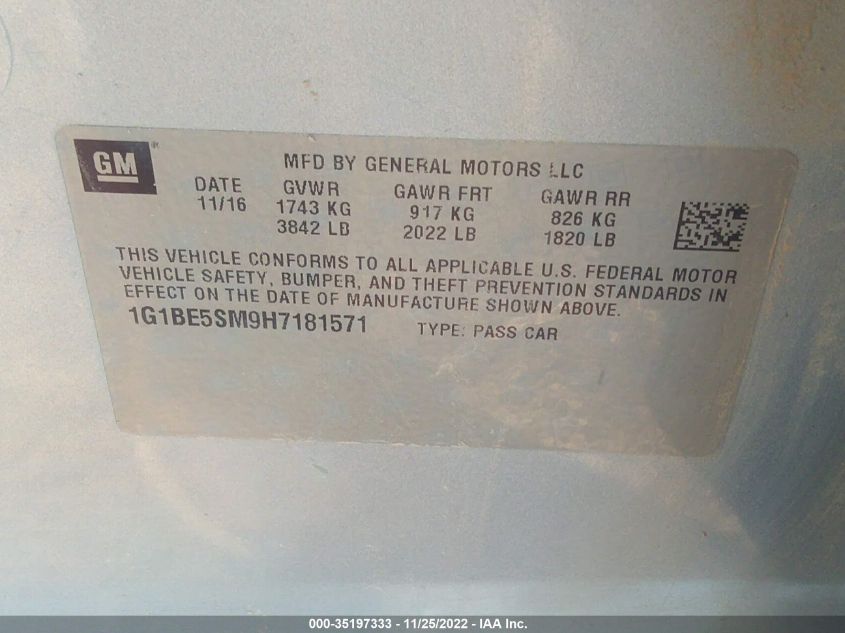 GM
MFD BY GENERAL MOTORS LLC
DATE GVWR GAWR FRT GAWR RR
11/16 1743 KG 917 KG 826 KG
3842 LB 2022 LB 1820 LB
THIS VEHICLE CONFORMS TO ALL APPLICABLE U.S. FEDERAL MOTOR
VEHICLE SAFETY, BUMPER, AND THEFT PREVENTION STANDARDS IN
EFFECT ON THE DATE OF MANUFACTURE SHOWN ABOVE.
1G1BE5SM9H7181571 TYPE: PASS CAR
000-35197333 - 11/25/2022 - IAA Inc.